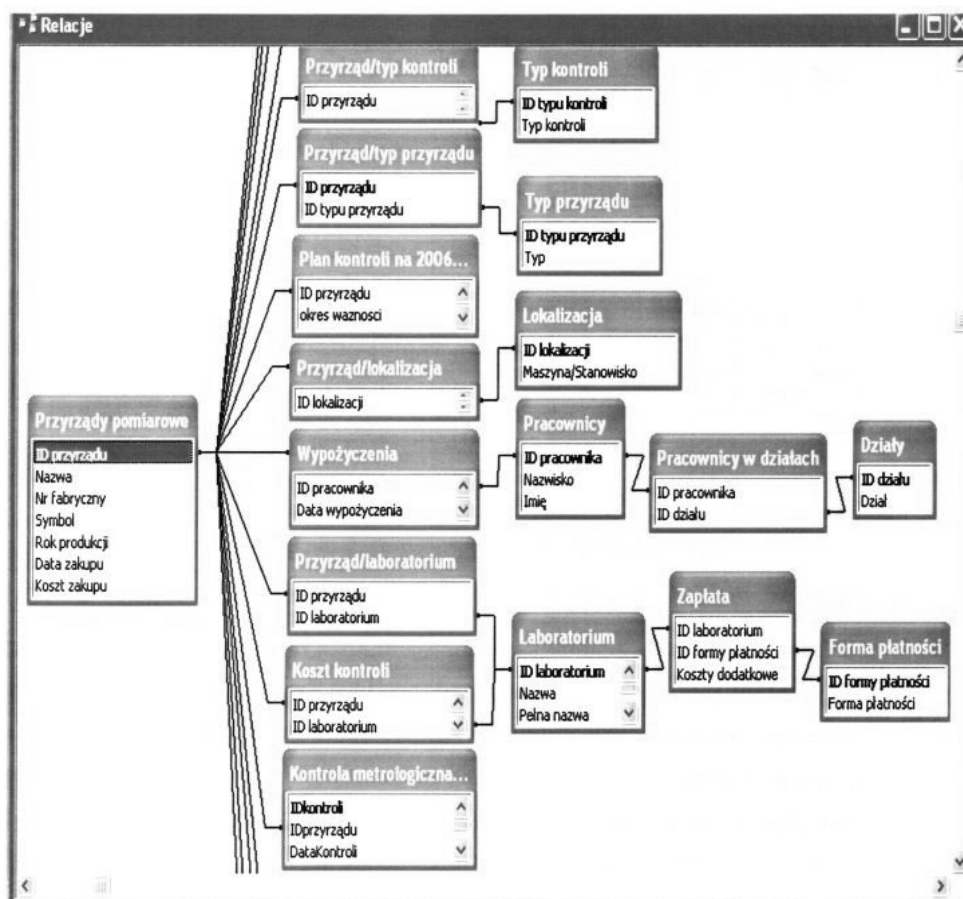 Relacje
Przyrząd/typ kontroli
ID przyrządu
Typ kontroli
ID typu kontroli
Typ kontroli
Przyrząd/typ przyrządu
ID przyrządu
ID typu przyrządu
Typ przyrządu
ID typu przyrządu
Typ
Plan kontroli na 2006...
ID przyrządu
okres waznosci
Lokalizacja
ID lokalizacji
Maszyna/Stanowisko
Przyrząd/lokalizacja
ID lokalizacji
Przyrządy pomiarowe
ID przyrządu
Nazwa
Nr fabryczny
Symbol
Rok produkcji
Data zakupu
Koszt zakupu
Wypożyczenia
ID pracownika
Data wypożyczenia
Pracownicy
ID pracownika
Nazwisko
Imię
Pracownicy w działach
ID pracownika
ID działu
Działy
ID działu
Dział
Przyrząd/laboratorium
ID przyrządu
ID laboratorium
Koszt kontroli
ID przyrządu
ID laboratorium
Laboratorium
ID laboratorium
Nazwa
Pełna nazwa
Zapłata
ID laboratorium
ID formy płatności
Koszty dodatkowe
Forma płatności
ID formy płatności
Forma płatności
Kontrola metrologiczna...
IDkontroli
IDprzyrządu
DataKontroli